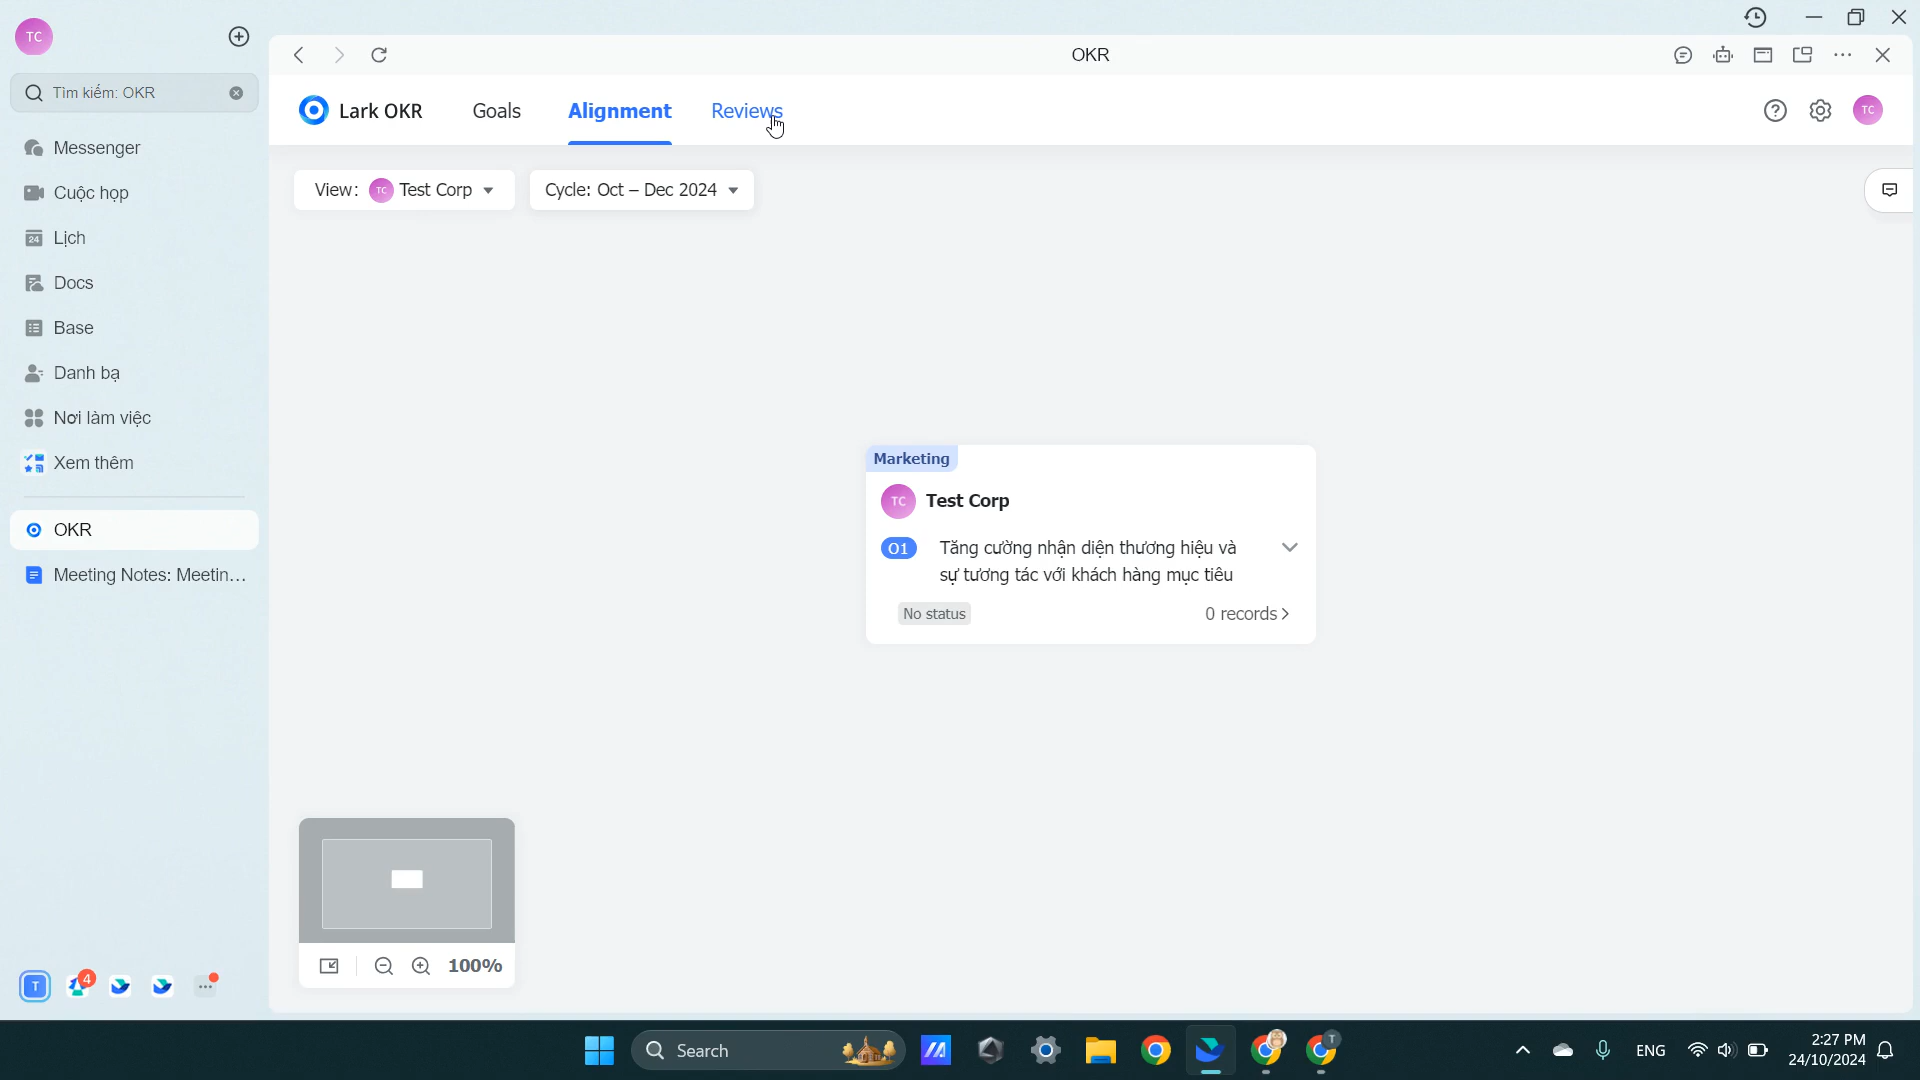 TC
Tìm kiếm: OKR
Messenger
Cuộc họp
24
Lịch
Docs
Base
Danh bạ
Nơi làm việc
Xem thêm
OKR
Meeting Notes: Meetin...
T
4
OKR
Lark OKR
Goals
Alignment
Reviews
TC
View: TC Test Corp
Cycle: Oct – Dec 2024
Marketing
TC
Test Corp
O1
Tăng cường nhận diện thương hiệu và
sự tương tác với khách hàng mục tiêu
No status
0 records
100%
Search
T
ENG
2:27 PM
24/10/2024